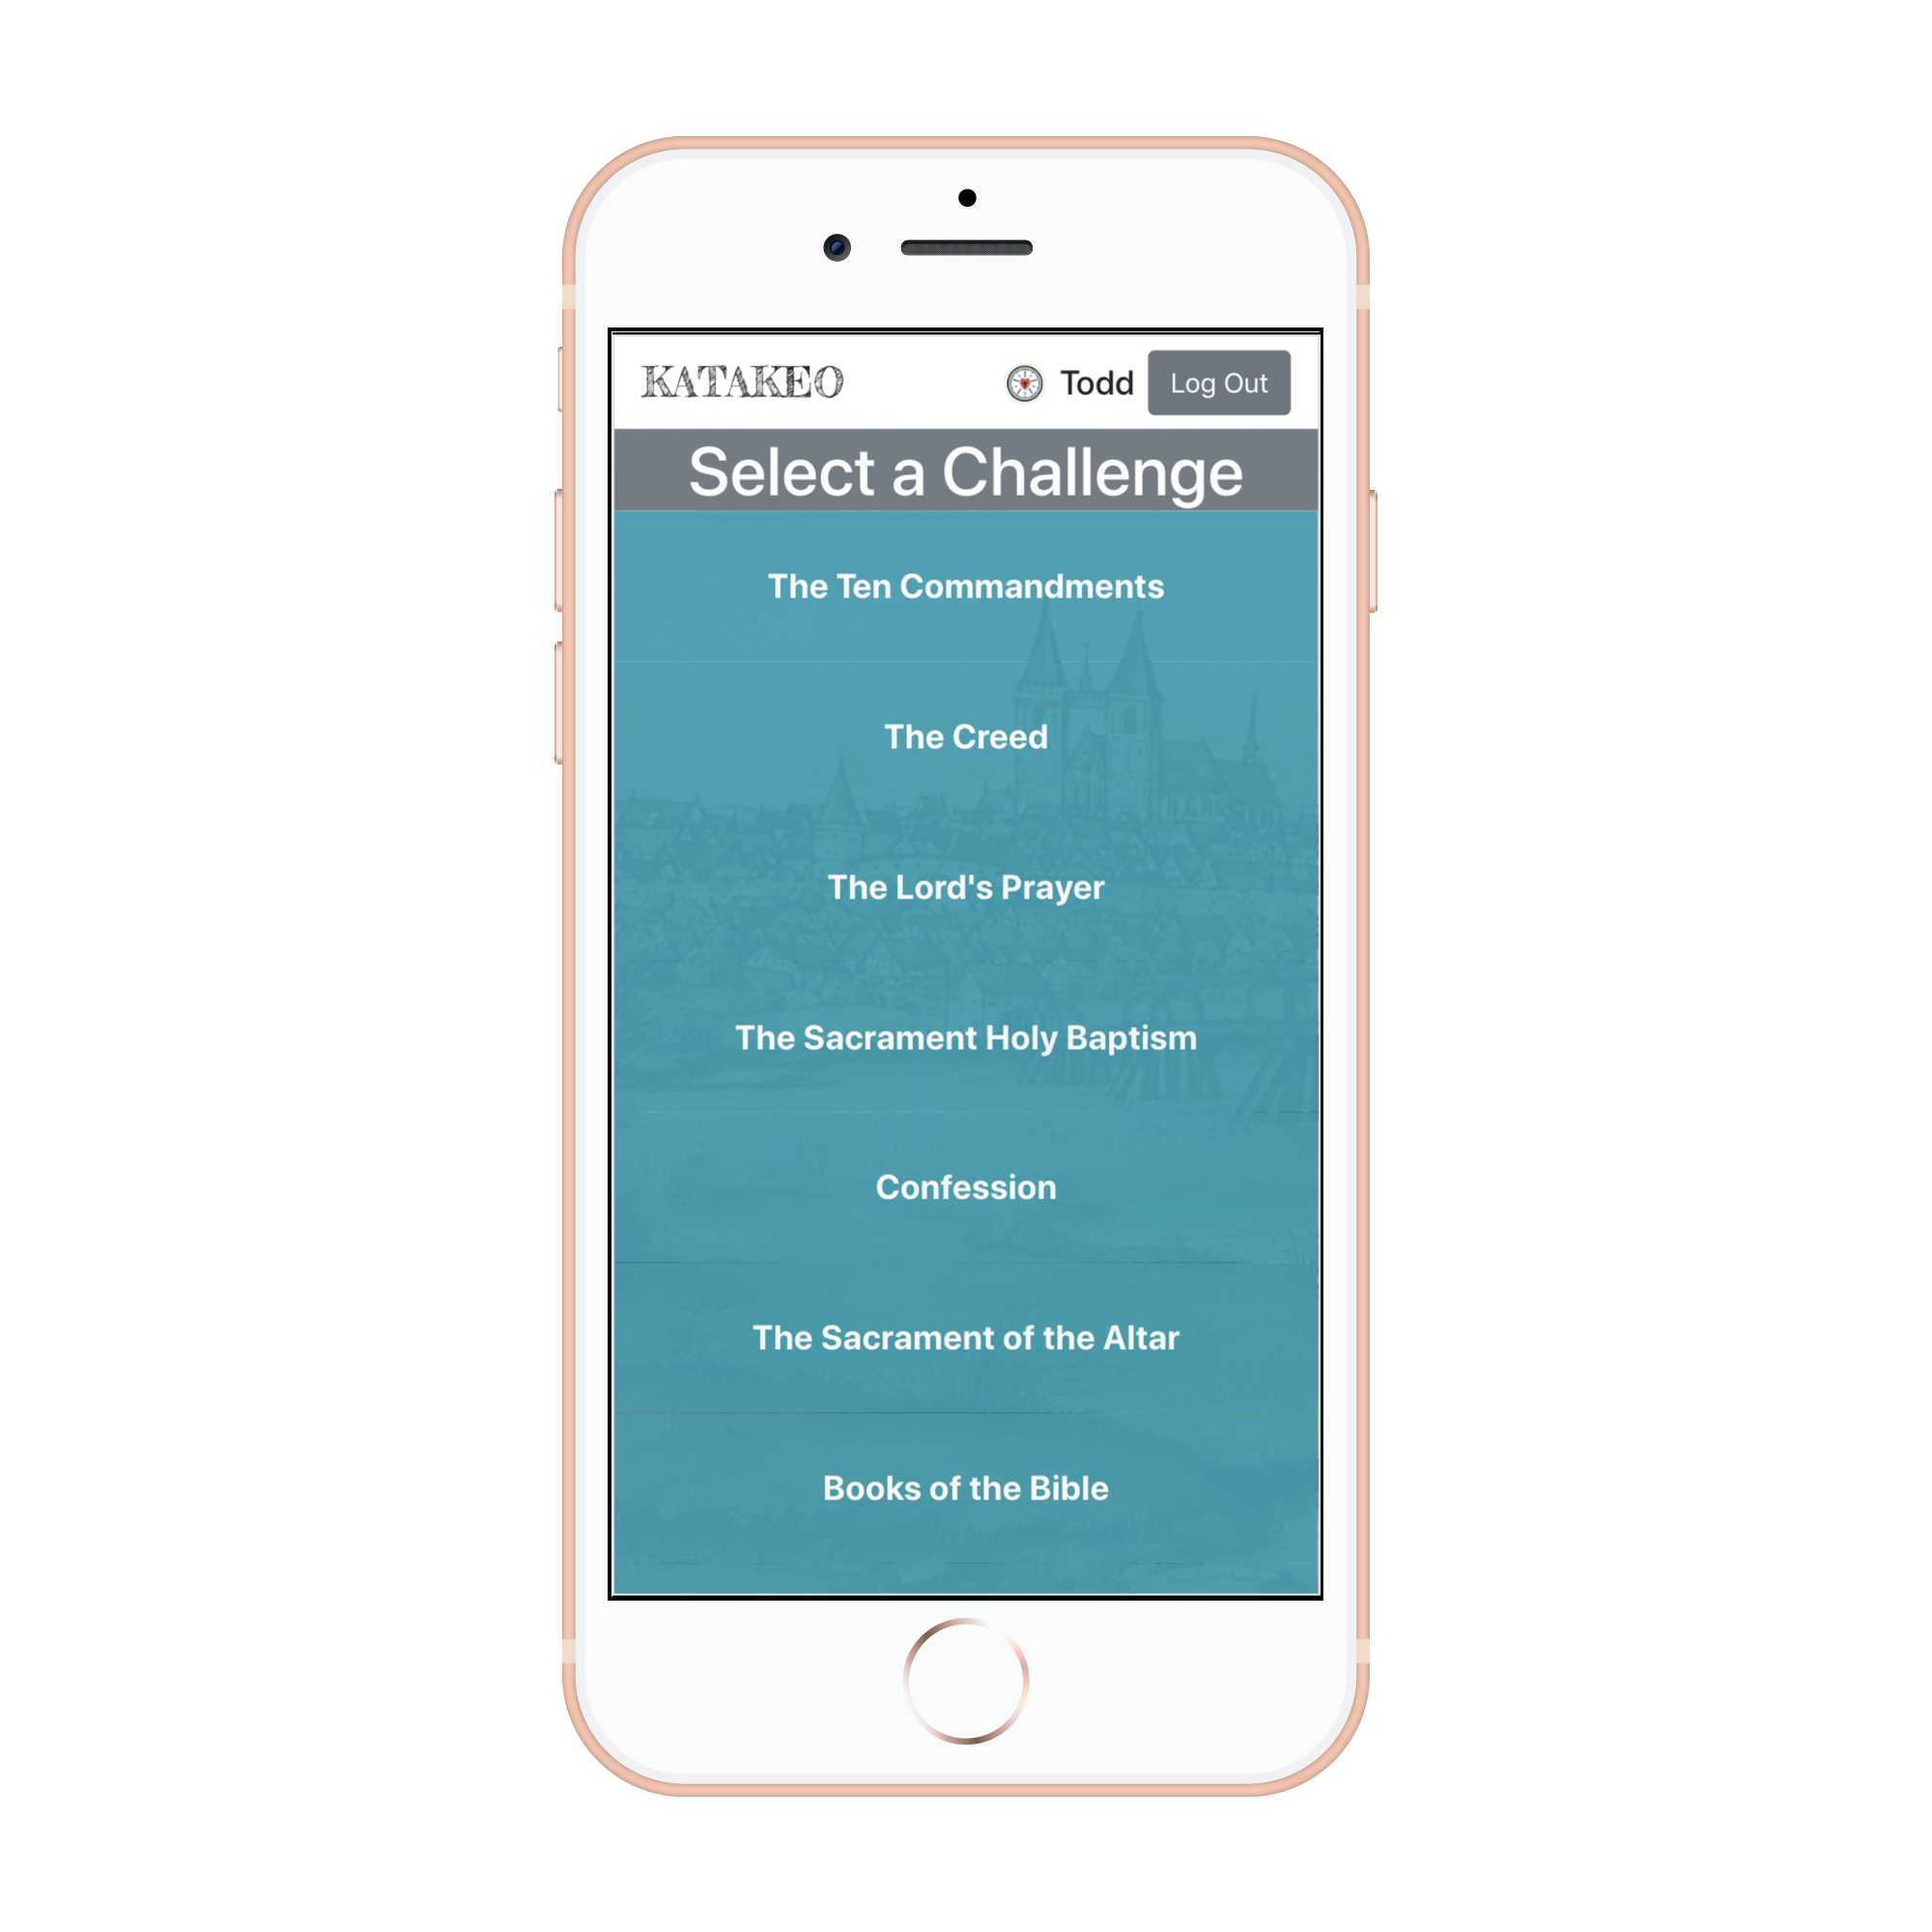 KATAKEO
Todd
Log Out
Select a Challenge
The Ten Commandments
The Creed
The Lord's Prayer
The Sacrament Holy Baptism
Confession
The Sacrament of the Altar
Books of the Bible